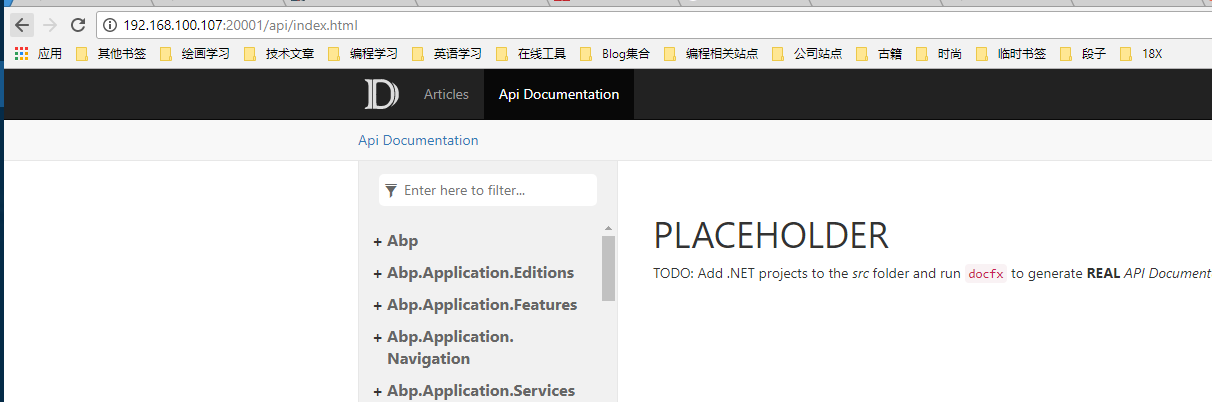 192.168.100.107:20001/api/index.html
应用 其他书签 绘画学习 技术文章 编程学习 英语学习 在线工具 Blog集合 编程相关站点 公司站点 古籍 时尚 临时书签 段子 18X
Articles Api Documentation
Api Documentation
Enter here to filter...
+ Abp
+ Abp.Application.Editions
+ Abp.Application.Features
+ Abp.Application.
Navigation
+ Abp.Application.Services
PLACEHOLDER
TODO: Add .NET projects to the src folder and run docfx to generate REAL API Document